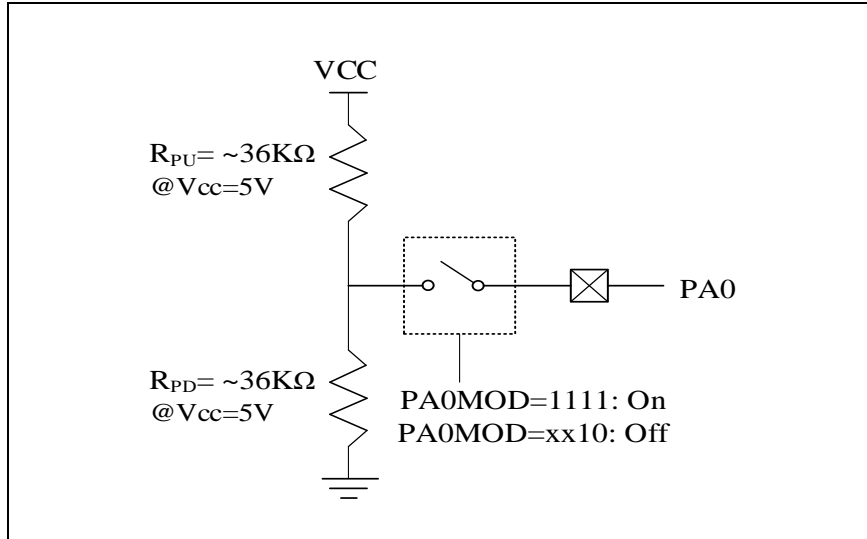 VCC
RPU= ~36KΩ
@Vcc=5V
PA0
RPD= ~36KΩ
@Vcc=5V
PA0MOD=1111: On
PA0MOD=xx10: Off